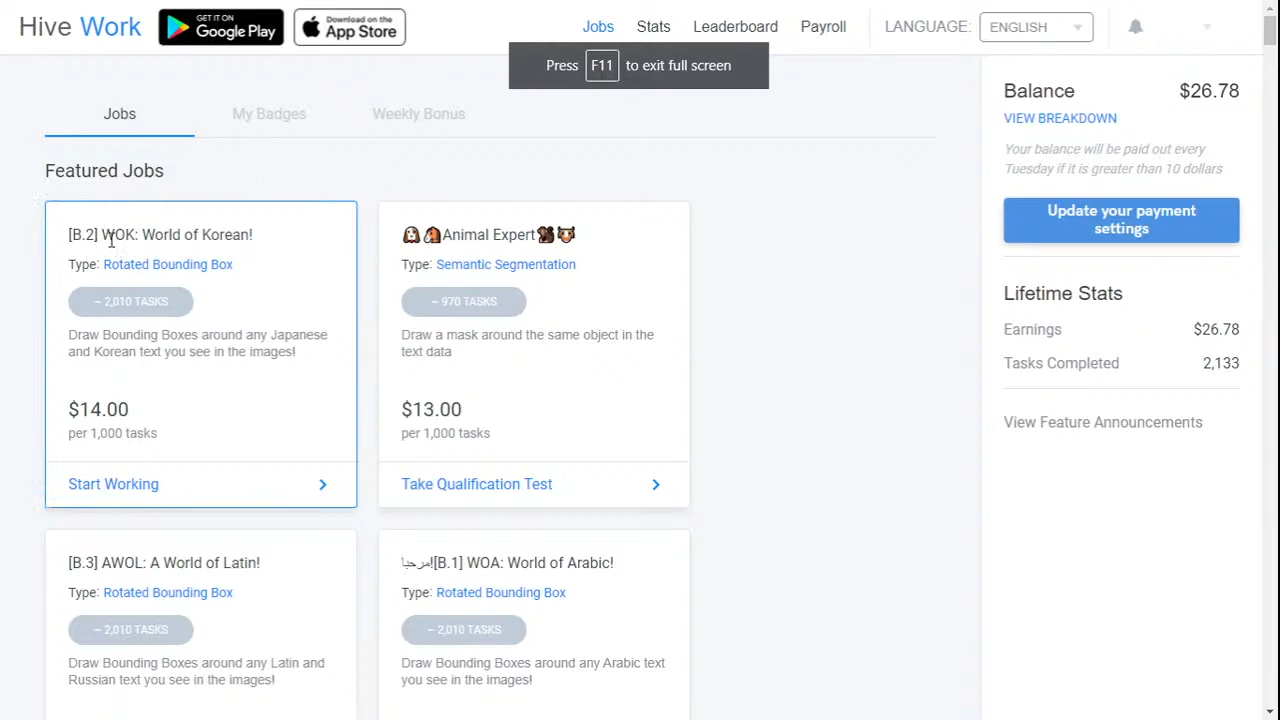 Hive Work
GET IT ON
Google Play
Download on the
App Store
Jobs
Stats
Leaderboard
Payroll
LANGUAGE:
ENGLISH
Press F11 to exit full screen
Jobs
My Badges
Weekly Bonus
Featured Jobs
[B.2] WOK: World of Korean!
Type: Rotated Bounding Box
~ 2,010 TASKS
Draw Bounding Boxes around any Japanese
and Korean text you see in the images!
$14.00
per 1,000 tasks
Start Working
Animal Expert
Type: Semantic Segmentation
~ 970 TASKS
Draw a mask around the same object in the
text data
$13.00
per 1,000 tasks
Take Qualification Test
[B.3] AWOL: A World of Latin!
Type: Rotated Bounding Box
~ 2,010 TASKS
Draw Bounding Boxes around any Latin and
Russian text you see in the images!
مرحبا![B.1] WOA: World of Arabic!
Type: Rotated Bounding Box
~ 2,010 TASKS
Draw Bounding Boxes around any Arabic text
you see in the images!
Balance $26.78
VIEW BREAKDOWN
Your balance will be paid out every
Tuesday if it is greater than 10 dollars
Update your payment
settings
Lifetime Stats
Earnings $26.78
Tasks Completed 2,133
View Feature Announcements